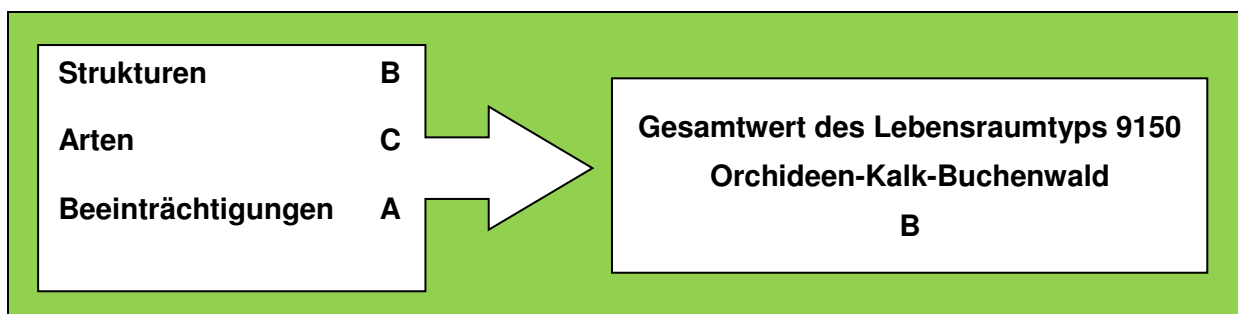 Strukturen B
Arten C
Beeinträchtigungen A
Gesamtwert des Lebensraumtyps 9150
Orchideen-Kalk-Buchenwald
B